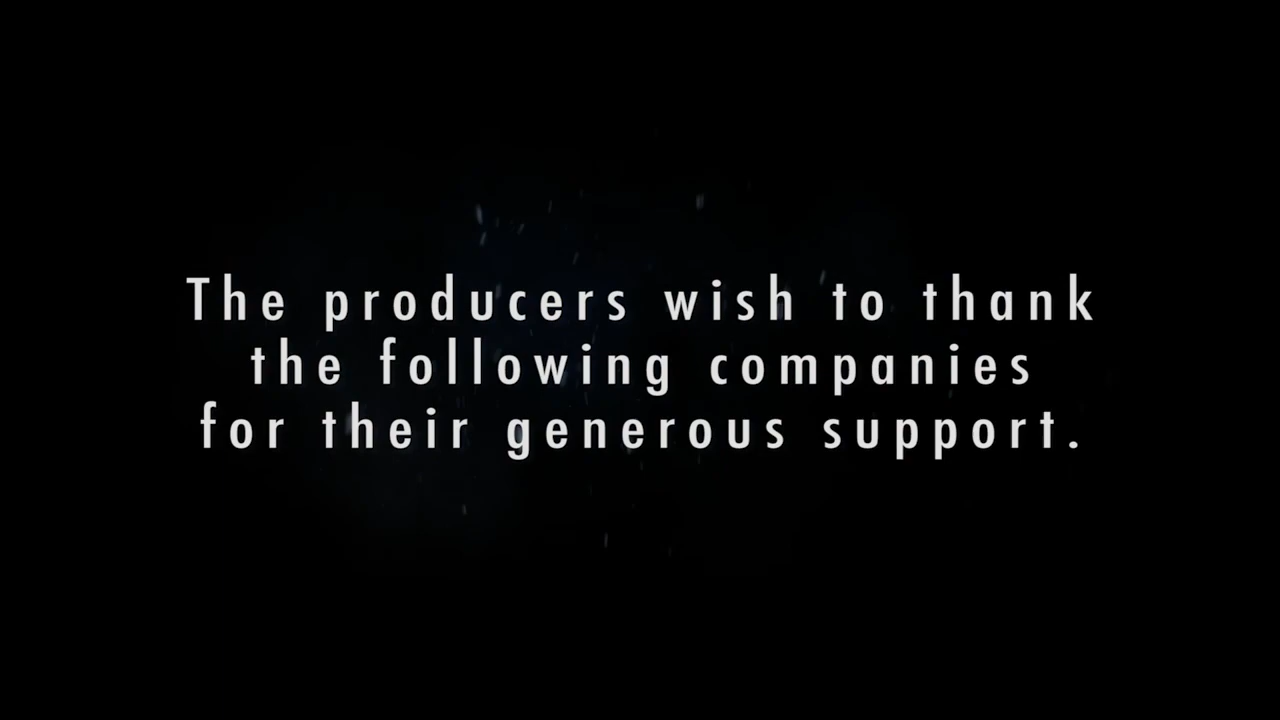 The producers wish to thank
the following companies
for their generous support.